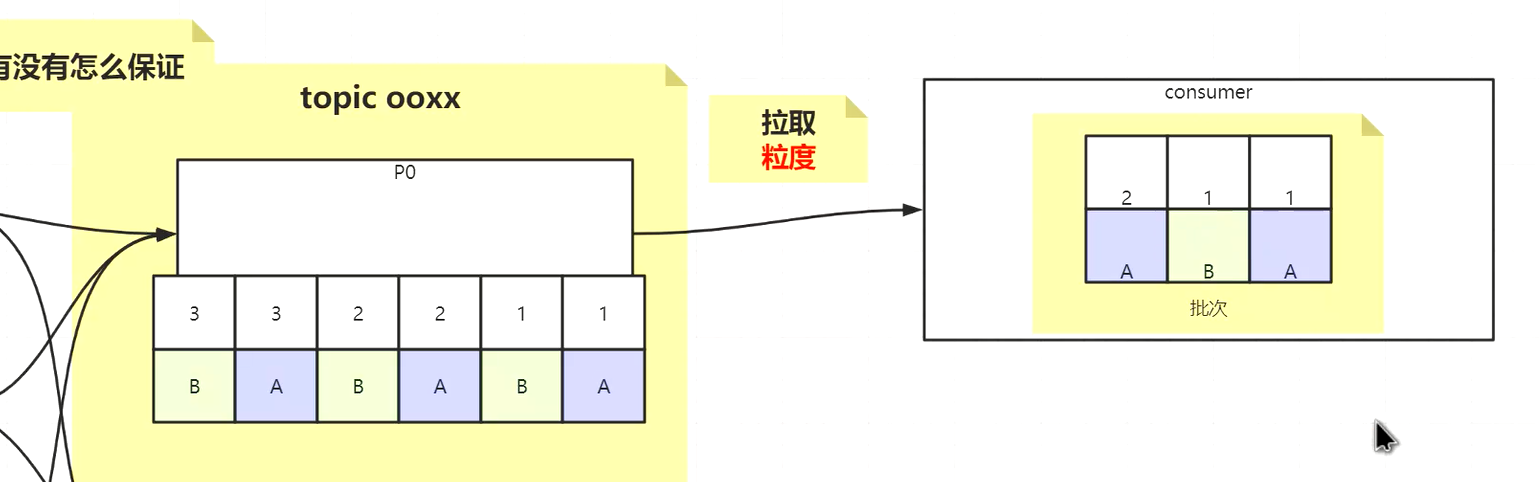 有没有怎么保证
topic ooxx
P0
3 3 2 2 1 1
B A B A B A
拉取
粒度
consumer
2 1 1
A B A
批次